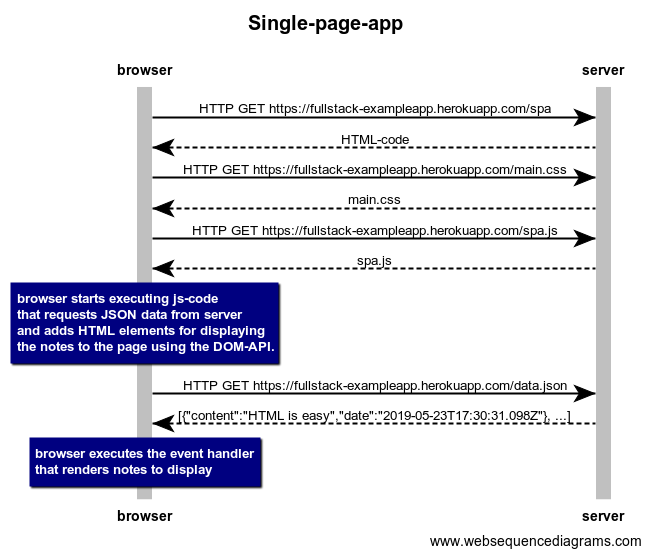 Single-page-app
browser server
HTTP GET https://fullstack-exampleapp.herokuapp.com/spa
HTML-code
HTTP GET https://fullstack-exampleapp.herokuapp.com/main.css
main.css
HTTP GET https://fullstack-exampleapp.herokuapp.com/spa.js
spa.js
browser starts executing js-code
that requests JSON data from server
and adds HTML elements for displaying
the notes to the page using the DOM-API.
HTTP GET https://fullstack-exampleapp.herokuapp.com/data.json
[{"content":"HTML is easy","date":"2019-05-23T17:30:31.098Z"}, ...]
browser executes the event handler
that renders notes to display
browser server
www.websequencediagrams.com